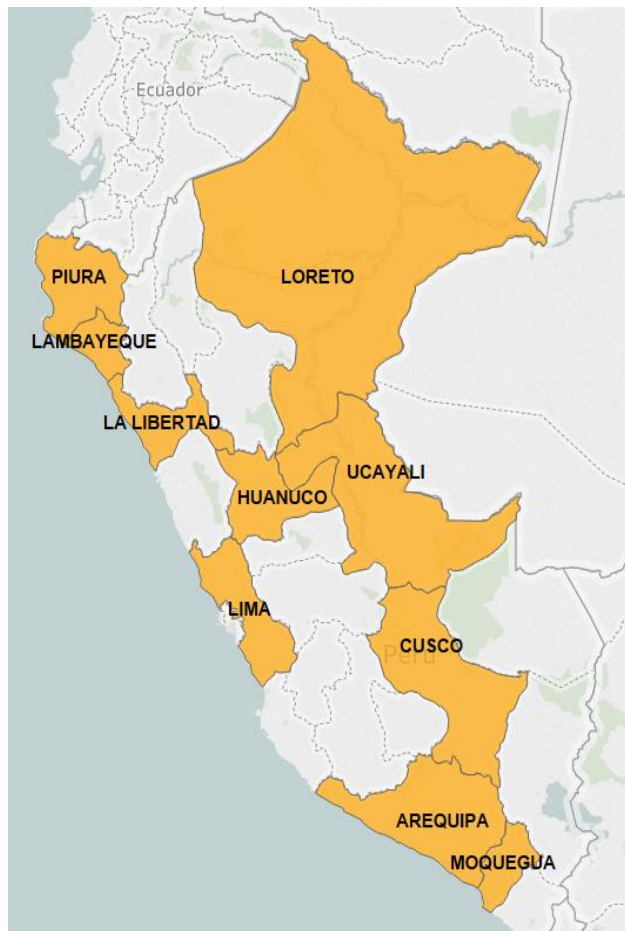 Ecuador
PIURA
LORETO
LAMBAYEQUE
LA LIBERTAD
UCAYALI
HUANUCO
LIMA
CUSCO
Peru
AREQUIPA
MOQUEGUA